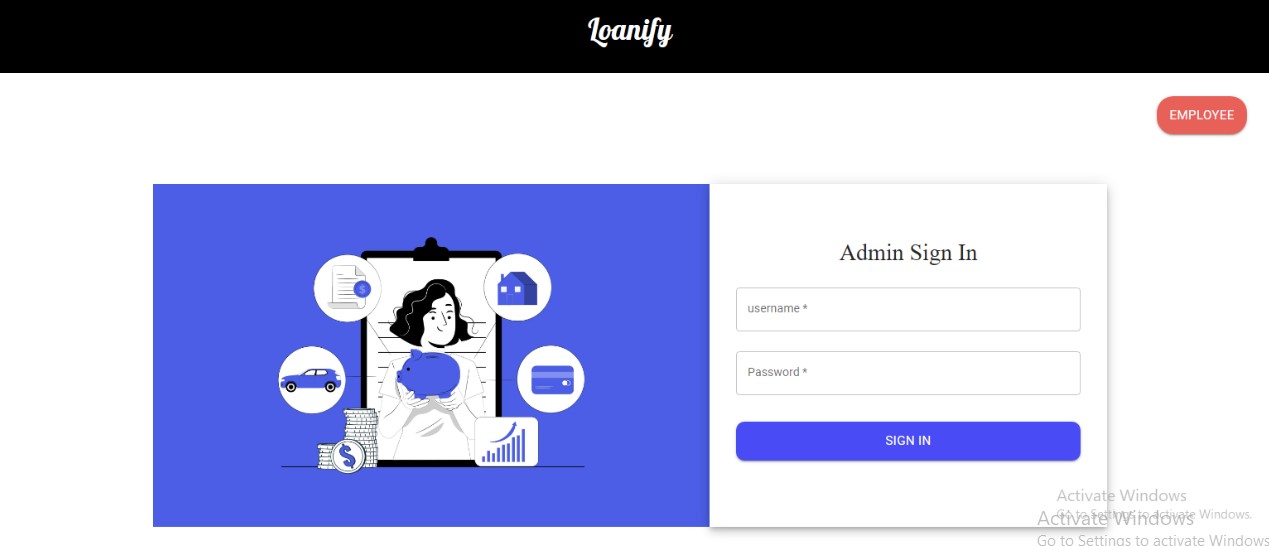 Loanify
EMPLOYEE
Admin Sign In
username *
Password *
SIGN IN
$
$
Activate Windows
Go to Settings to activate Windows.
Activate Windows
Go to Settings to activate Windows